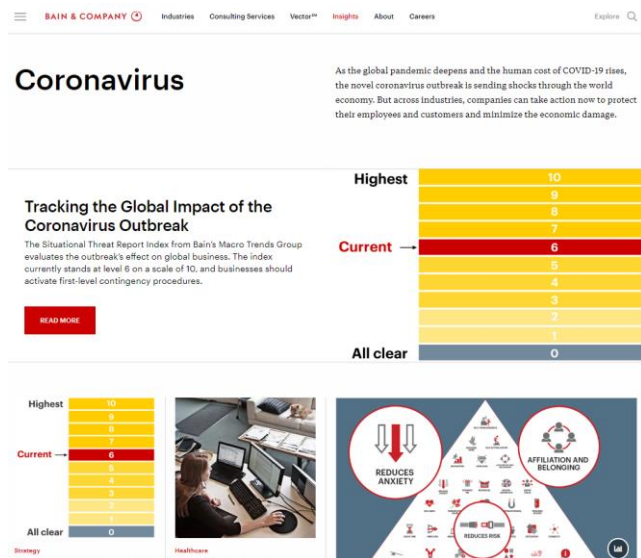 BAIN & COMPANY
Industries
Consulting Services
Vector℠
Insights
About
Careers
Explore
Coronavirus
As the global pandemic deepens and the human cost of COVID-19 rises,
the novel coronavirus outbreak is sending shocks through the world
economy. But across industries, companies can take action now to protect
their employees and customers and minimize the economic damage.
Tracking the Global Impact of the
Coronavirus Outbreak
The Situational Threat Report Index from Bain's Macro Trends Group
evaluates the outbreak's effect on global business. The index
currently stands at level 6 on a scale of 10, and businesses should
activate first-level contingency procedures.
READ MORE
Highest 10
9
8
7
Current 6
5
4
3
2
1
All clear 0
Highest 10
9
8
7
Current 6
5
4
3
2
1
All clear 0
Strategy
Healthcare
REDUCES
ANXIETY
AFFILIATION AND
BELONGING
REDUCES RISK